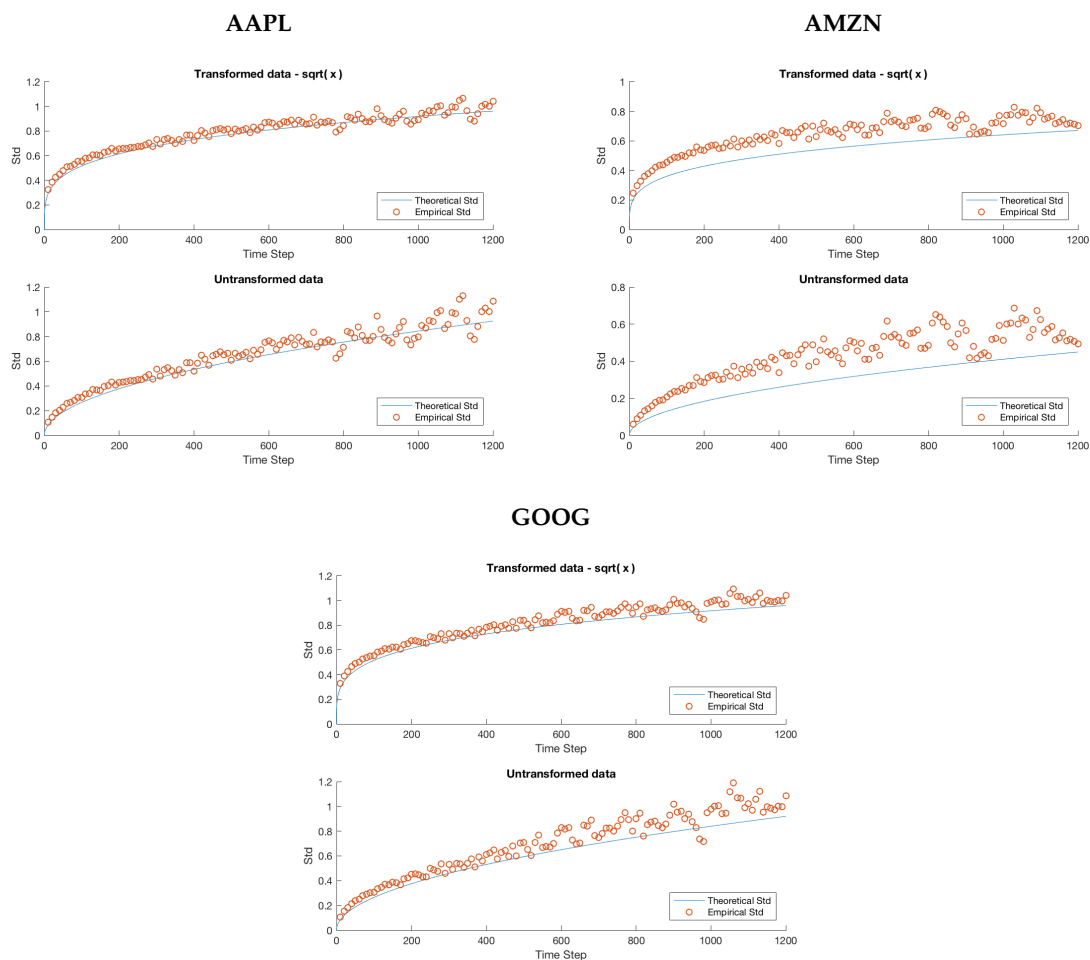 AAPL
Transformed data - sqrt( x )
1.2
1
0.8
0.6
0.4
0.2
0
Std
0 200 400 600 800 1000 1200
Time Step
Theoretical Std
Empirical Std
Untransformed data
1.2
1
0.8
0.6
0.4
0.2
0
Std
0 200 400 600 800 1000 1200
Time Step
Theoretical Std
Empirical Std
AMZN
Transformed data - sqrt( x )
1
0.8
0.6
0.4
0.2
0
Std
0 200 400 600 800 1000 1200
Time Step
Theoretical Std
Empirical Std
Untransformed data
0.8
0.6
0.4
0.2
0
Std
0 200 400 600 800 1000 1200
Time Step
Theoretical Std
Empirical Std
GOOG
Transformed data - sqrt( x )
1.2
1
0.8
0.6
0.4
0.2
0
Std
0 200 400 600 800 1000 1200
Time Step
Theoretical Std
Empirical Std
Untransformed data
1.2
1
0.8
0.6
0.4
0.2
0
Std
0 200 400 600 800 1000 1200
Time Step
Theoretical Std
Empirical Std